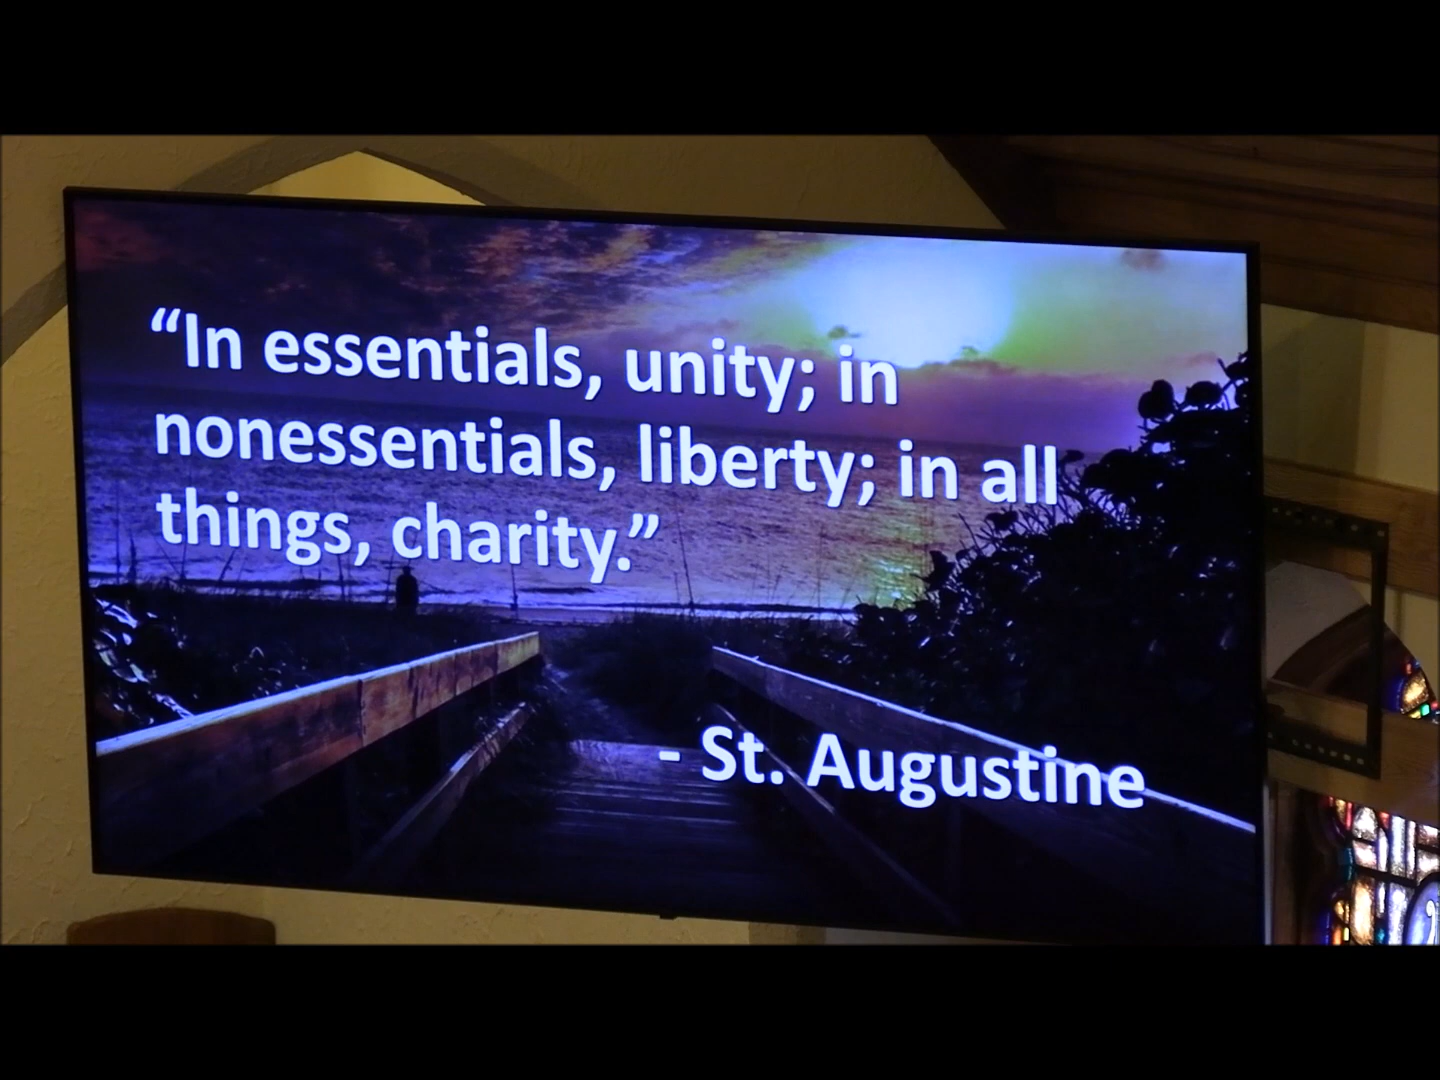 “In essentials, unity; in
nonessentials, liberty; in all
things, charity.”
- St. Augustine